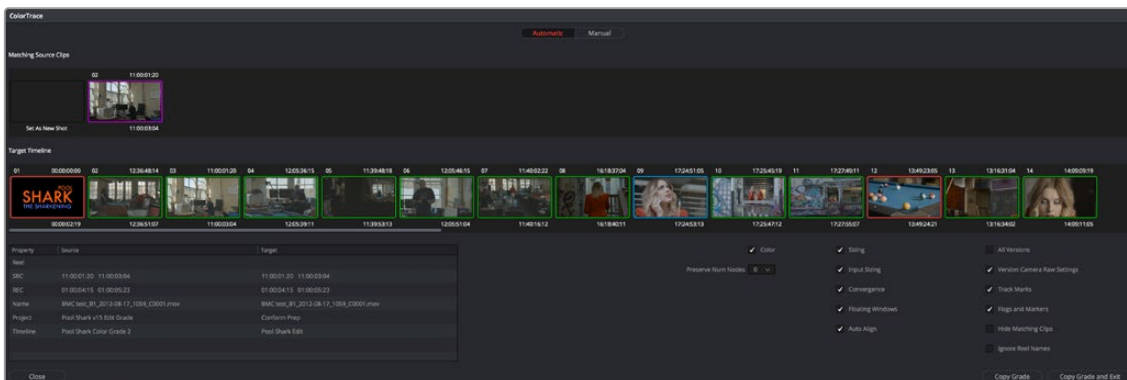 ColorTrace
Automatic Manual
Matching Source Clips
02 11:00:01:20
Set As New Shot 11:00:03:04
Target Timeline
01 00:00:00:00 02 12:36:48:14 03 11:00:01:20 04 12:05:36:15 05 11:39:48:19 06 12:05:46:15 07 11:40:02:22 08 16:18:37:04 09 17:24:51:05 10 17:25:45:19 11 17:27:49:11 12 13:49:23:05 13 13:16:31:04 14 14:09:09:19
POOL
SHARK
THE SHARKENING
00:00:02:19 12:36:51:07 11:00:03:04 12:05:39:11 11:39:53:13 12:05:51:04 11:40:16:12 16:18:40:11 17:24:53:13 17:25:47:12 17:27:55:07 13:49:24:21 13:16:34:02 14:09:11:05
Property Source Target
Reel
SRC 11:00:01:20 11:00:03:04 11:00:01:20 11:00:03:04
REC 01:00:04:15 01:00:05:23 01:00:04:15 01:00:05:23
Name BMC test_B1_2012-08-17_1059_C0001.mov BMC test_B1_2012-08-17_1059_C0001.mov
Project Pool Shark v15 Edit Grade Conform Prep
Timeline Pool Shark Color Grade 2 Pool Shark Edit
Color Sizing All Versions
Preserve Num Nodes 0 Input Sizing Version Camera Raw Settings
Convergence Track Marks
Floating Windows Flags and Markers
Auto Align Hide Matching Clips
Ignore Reel Names
Close Copy Grade Copy Grade and Exit